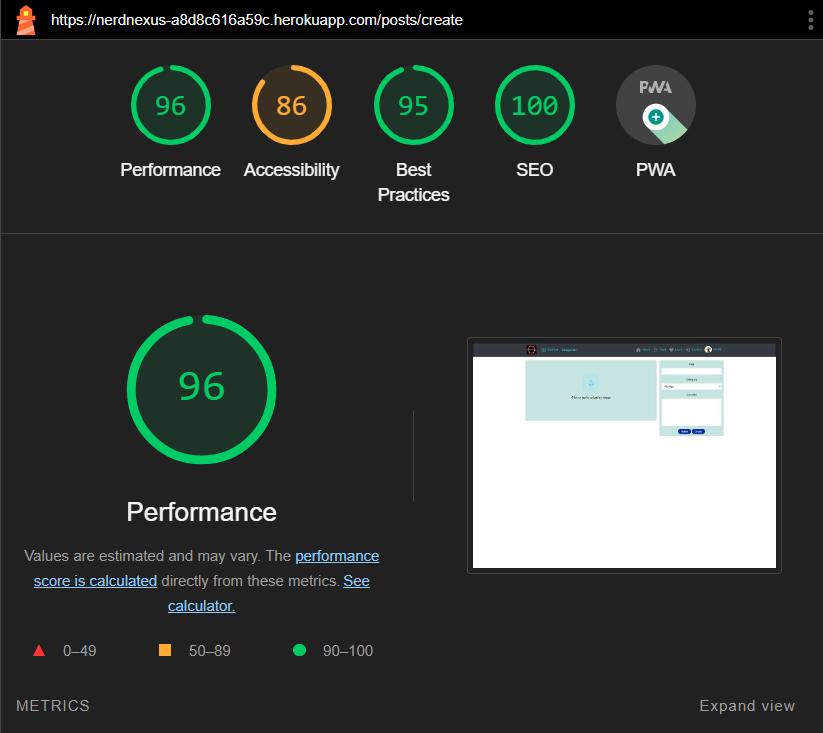 https://nerdnexus-a8d8c616a59c.herokuapp.com/posts/create
96
86
95
100
PWA
Performance
Accessibility
Best
Practices
SEO
PWA
96
Performance
Values are estimated and may vary. The performance
score is calculated directly from these metrics. See
calculator.
0–49
50–89
90–100
METRICS
Expand view